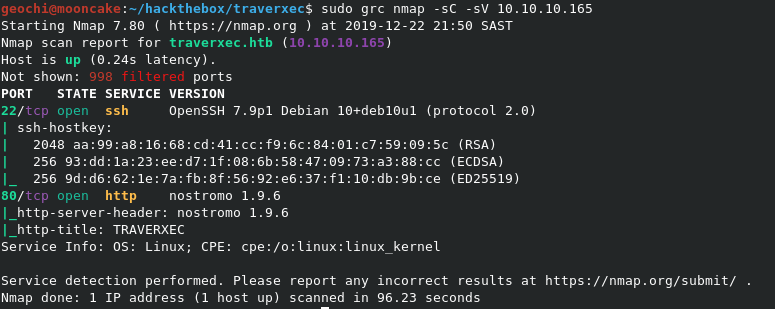 geochi@mooncake:~/hackthebox/traverxec$ sudo grc nmap -sC -sV 10.10.10.165
Starting Nmap 7.80 ( https://nmap.org ) at 2019-12-22 21:50 SAST
Nmap scan report for traverxec.htb (10.10.10.165)
Host is up (0.24s latency).
Not shown: 998 filtered ports
PORT   STATE SERVICE VERSION
22/tcp open  ssh     OpenSSH 7.9p1 Debian 10+deb10u1 (protocol 2.0)
| ssh-hostkey:
|   2048 aa:99:a8:16:68:cd:41:cc:f9:6c:84:01:c7:59:09:5c (RSA)
|   256 93:dd:1a:23:ee:d7:1f:08:6b:58:47:09:73:a3:88:cc (ECDSA)
|_  256 9d:d6:62:1e:7a:fb:8f:56:92:e6:37:f1:10:db:9b:ce (ED25519)
80/tcp open  http    nostromo 1.9.6
|_http-server-header: nostromo 1.9.6
|_http-title: TRAVERXEC
Service Info: OS: Linux; CPE: cpe:/o:linux:linux_kernel
Service detection performed. Please report any incorrect results at https://nmap.org/submit/ .
Nmap done: 1 IP address (1 host up) scanned in 96.23 seconds